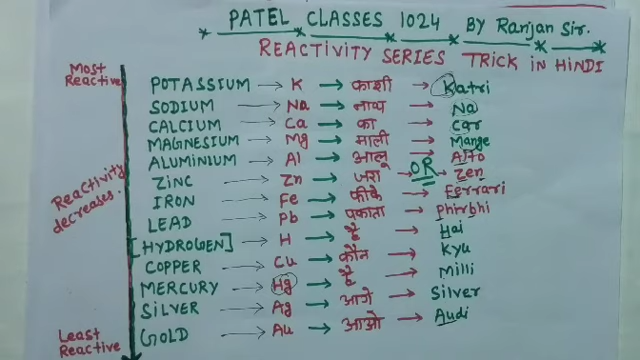 PATEL CLASSES 1024 By Ranjan Sir.
REACTIVITY SERIES TRICK IN HINDI
Most Reactive
POTASSIUM → K → काशी → Katri
SODIUM → Na → नाथ → Na
CALCIUM → Ca → का → Car
MAGNESIUM → Mg → माली → Mange
ALUMINIUM → Al → आलू → Alto
OR
ZINC → Zn → जरा → Zen
IRON → Fe → फीके → Ferrari
LEAD → Pb → पकाता → Phirbhi
[HYDROGEN] → H → है → Hai
COPPER → Cu → कौन → Kyu
MERCURY → Hg → है → Milli
SILVER → Ag → आगे → Silver
GOLD → Au → आओ → Audi
Reactivity decreases.
Least Reactive